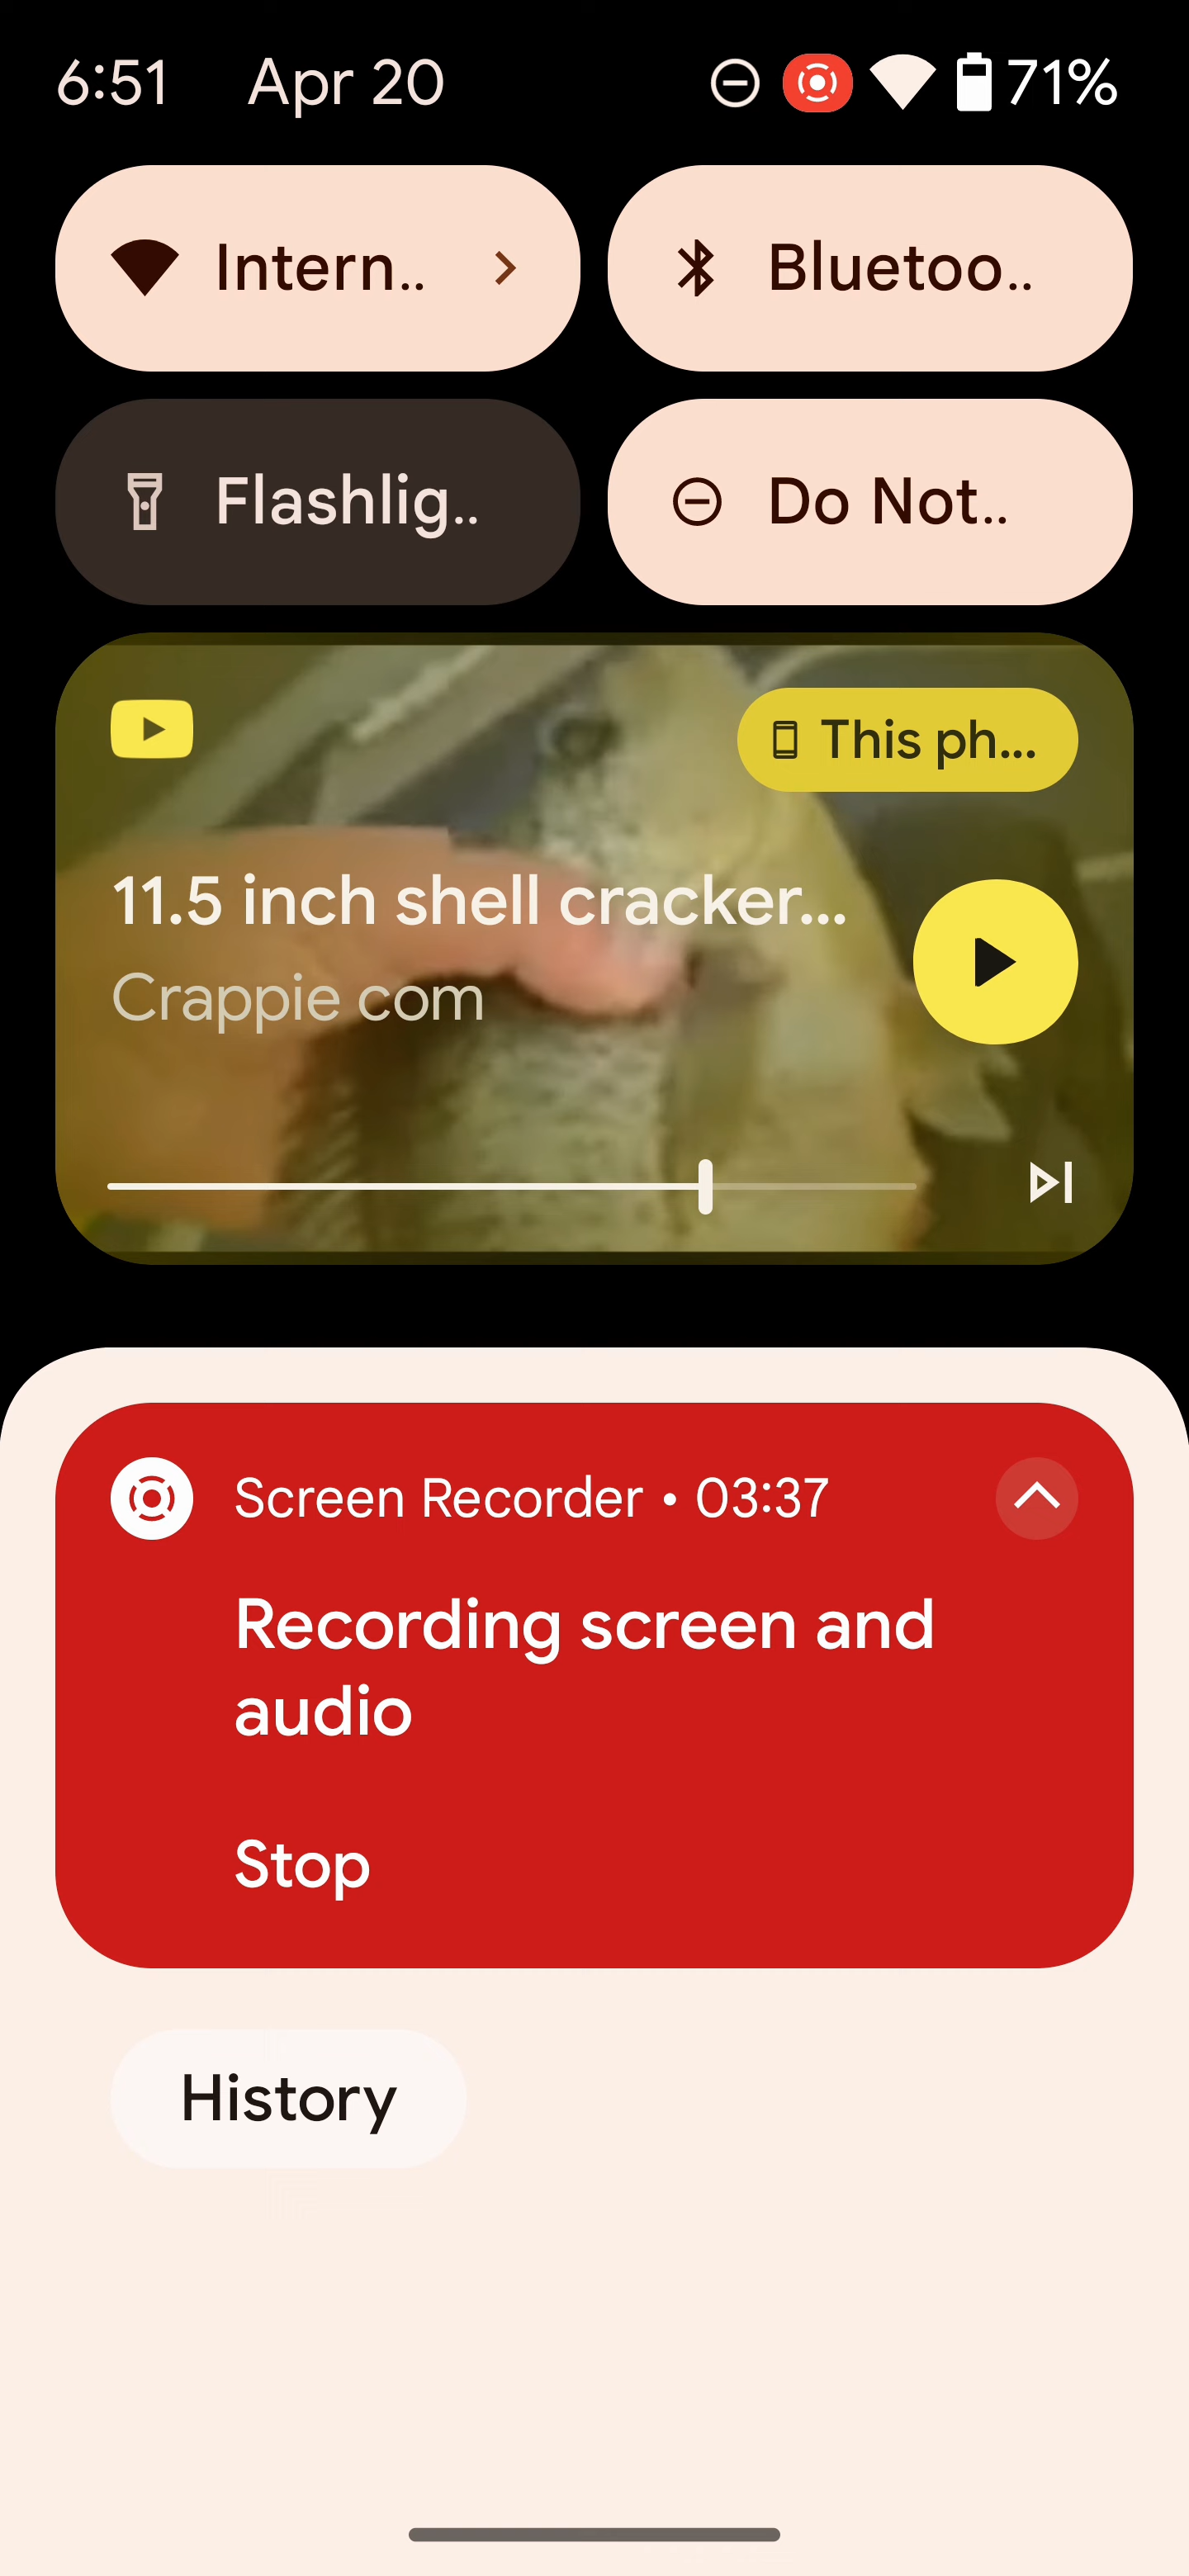 6:51 Apr 20 71%
Intern.. Bluetoo..
Flashlig.. Do Not..
This ph...
11.5 inch shell cracker...
Crappie com
Screen Recorder • 03:37
Recording screen and
audio
Stop
History